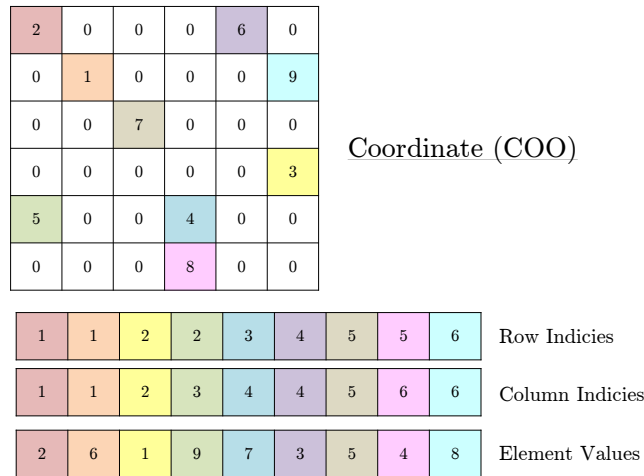 2 0 0 0 6 0
0 1 0 0 0 9
0 0 7 0 0 0
Coordinate (COO)
0 0 0 0 0 3
5 0 0 4 0 0
0 0 0 8 0 0
1 1 2 2 3 4 5 5 6 Row Indicies
1 1 2 3 4 4 5 6 6 Column Indicies
2 6 1 9 7 3 5 4 8 Element Values